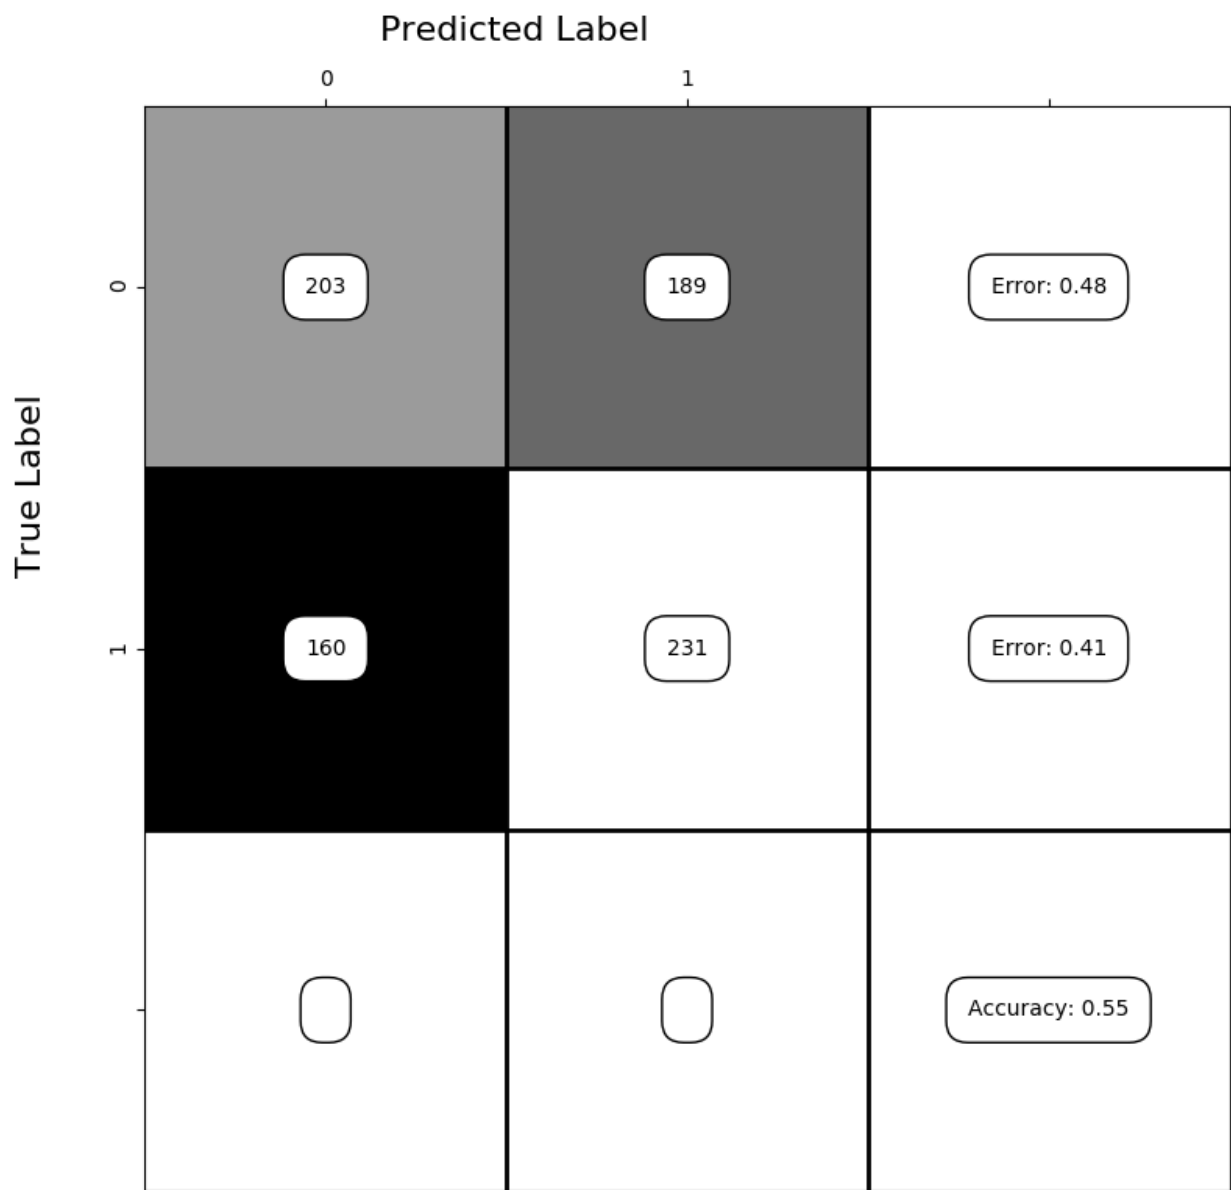 Predicted Label
0 1
0 203 189 Error: 0.48
True Label
1 160 231 Error: 0.41
Accuracy: 0.55